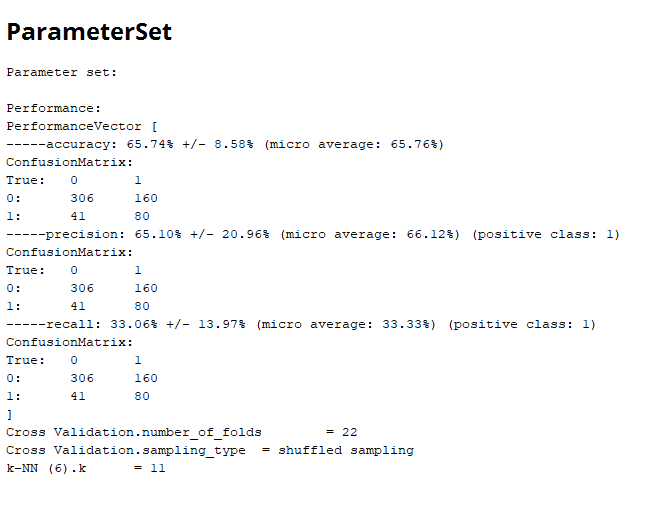 ParameterSet
Parameter set:
Performance:
PerformanceVector [
-----accuracy: 65.74% +/- 8.58% (micro average: 65.76%)
ConfusionMatrix:
True:   0       1
0:      306     160
1:      41      80
-----precision: 65.10% +/- 20.96% (micro average: 66.12%) (positive class: 1)
ConfusionMatrix:
True:   0       1
0:      306     160
1:      41      80
-----recall: 33.06% +/- 13.97% (micro average: 33.33%) (positive class: 1)
ConfusionMatrix:
True:   0       1
0:      306     160
1:      41      80
]
Cross Validation.number_of_folds        = 22
Cross Validation.sampling_type  = shuffled sampling
k-NN (6).k      = 11